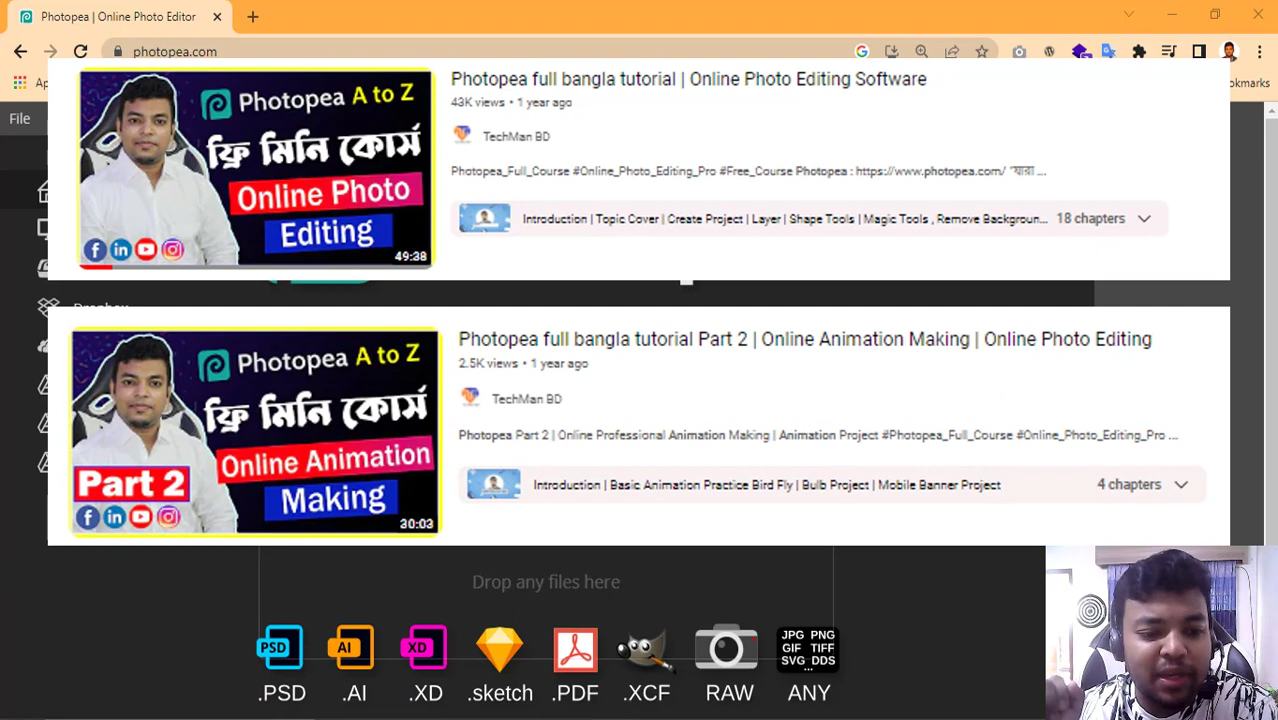 Photopea | Online Photo Editor
photopea.com
Ap
okmarks
File
Photopea A to Z
ফ্রি মিনি কোর্স
Online Photo
Editing
49:38
Photopea full bangla tutorial | Online Photo Editing Software
43K views • 1 year ago
TechMan BD
Photopea_Full_Course #Online_Photo_Editing_Pro #Free_Course Photopea : https://www.photopea.com/ "যারা ...
Introduction | Topic Cover | Create Project | Layer | Shape Tools | Magic Tools , Remove Backgroun... 18 chapters
Photopea A to Z
ফ্রি মিনি কোর্স
Online Animation
Part 2
Making
30:03
Photopea full bangla tutorial Part 2 | Online Animation Making | Online Photo Editing
2.5K views • 1 year ago
TechMan BD
Photopea Part 2 | Online Professional Animation Making | Animation Project #Photopea_Full_Course #Online_Photo_Editing_Pro ...
Introduction | Basic Animation Practice Bird Fly | Bulb Project | Mobile Banner Project 4 chapters
Drop any files here
PSD
AI
XD
JPG PNG
GIF TIFF
SVG DDS
...
.PSD .AI .XD .sketch .PDF .XCF RAW ANY